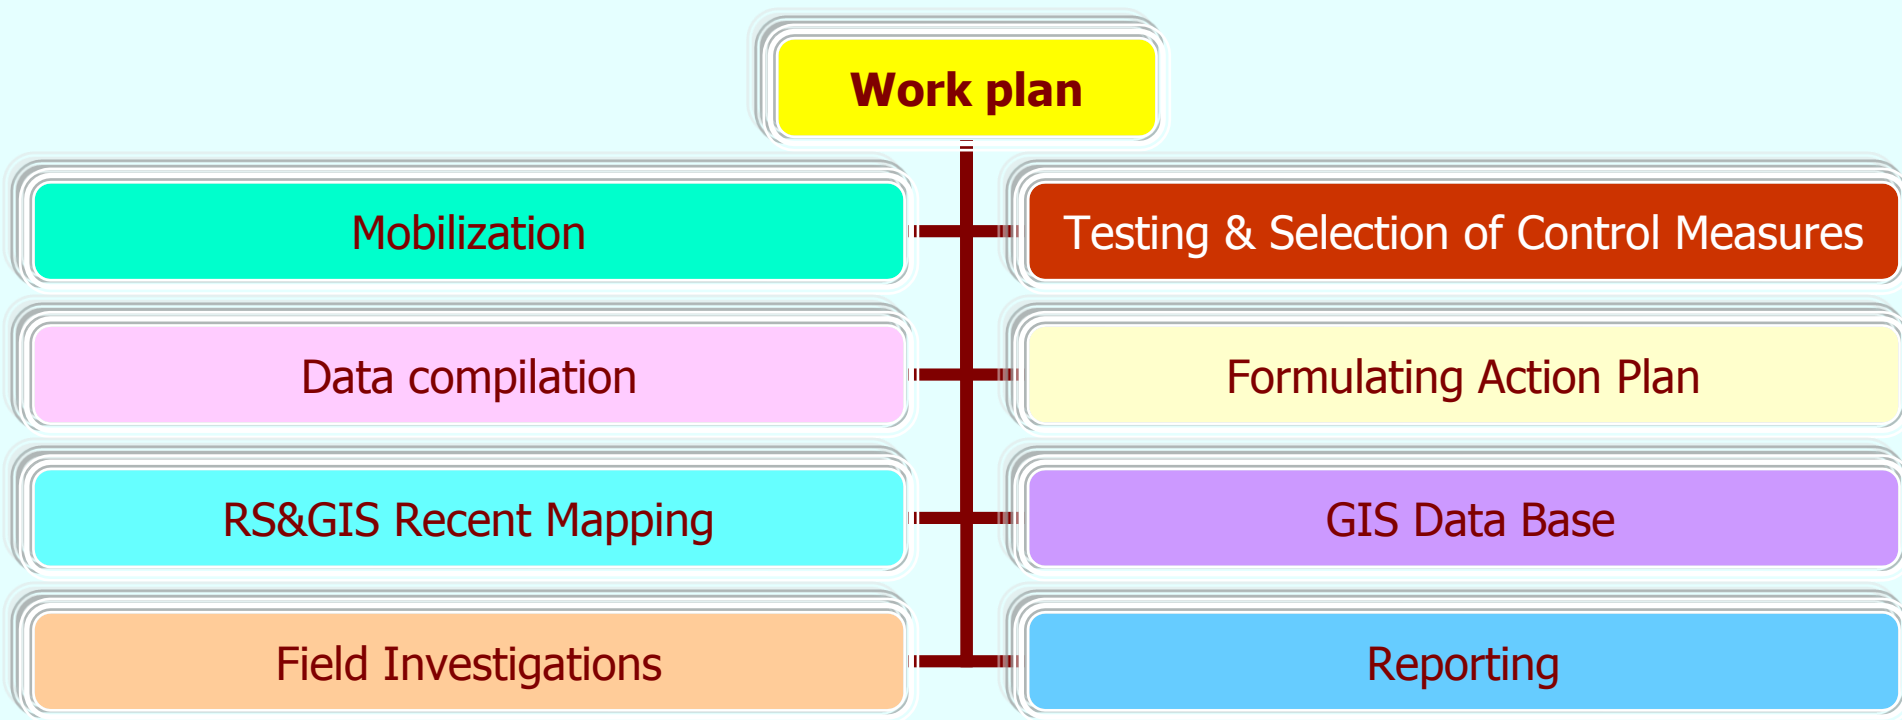 Work plan
Mobilization
Testing & Selection of Control Measures
Data compilation
Formulating Action Plan
RS&GIS Recent Mapping
GIS Data Base
Field Investigations
Reporting